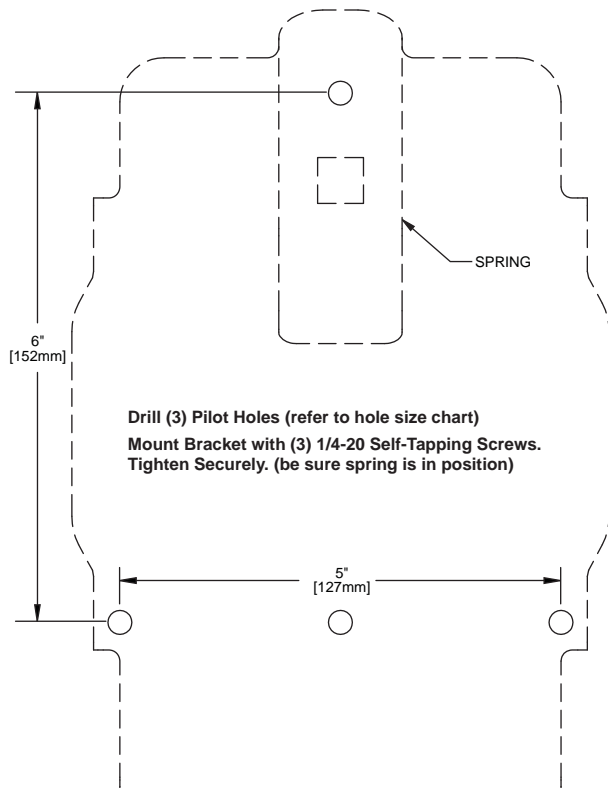 SPRING
6"
[152mm]
Drill (3) Pilot Holes (refer to hole size chart)
Mount Bracket with (3) 1/4-20 Self-Tapping Screws.
Tighten Securely. (be sure spring is in position)
5"
[127mm]